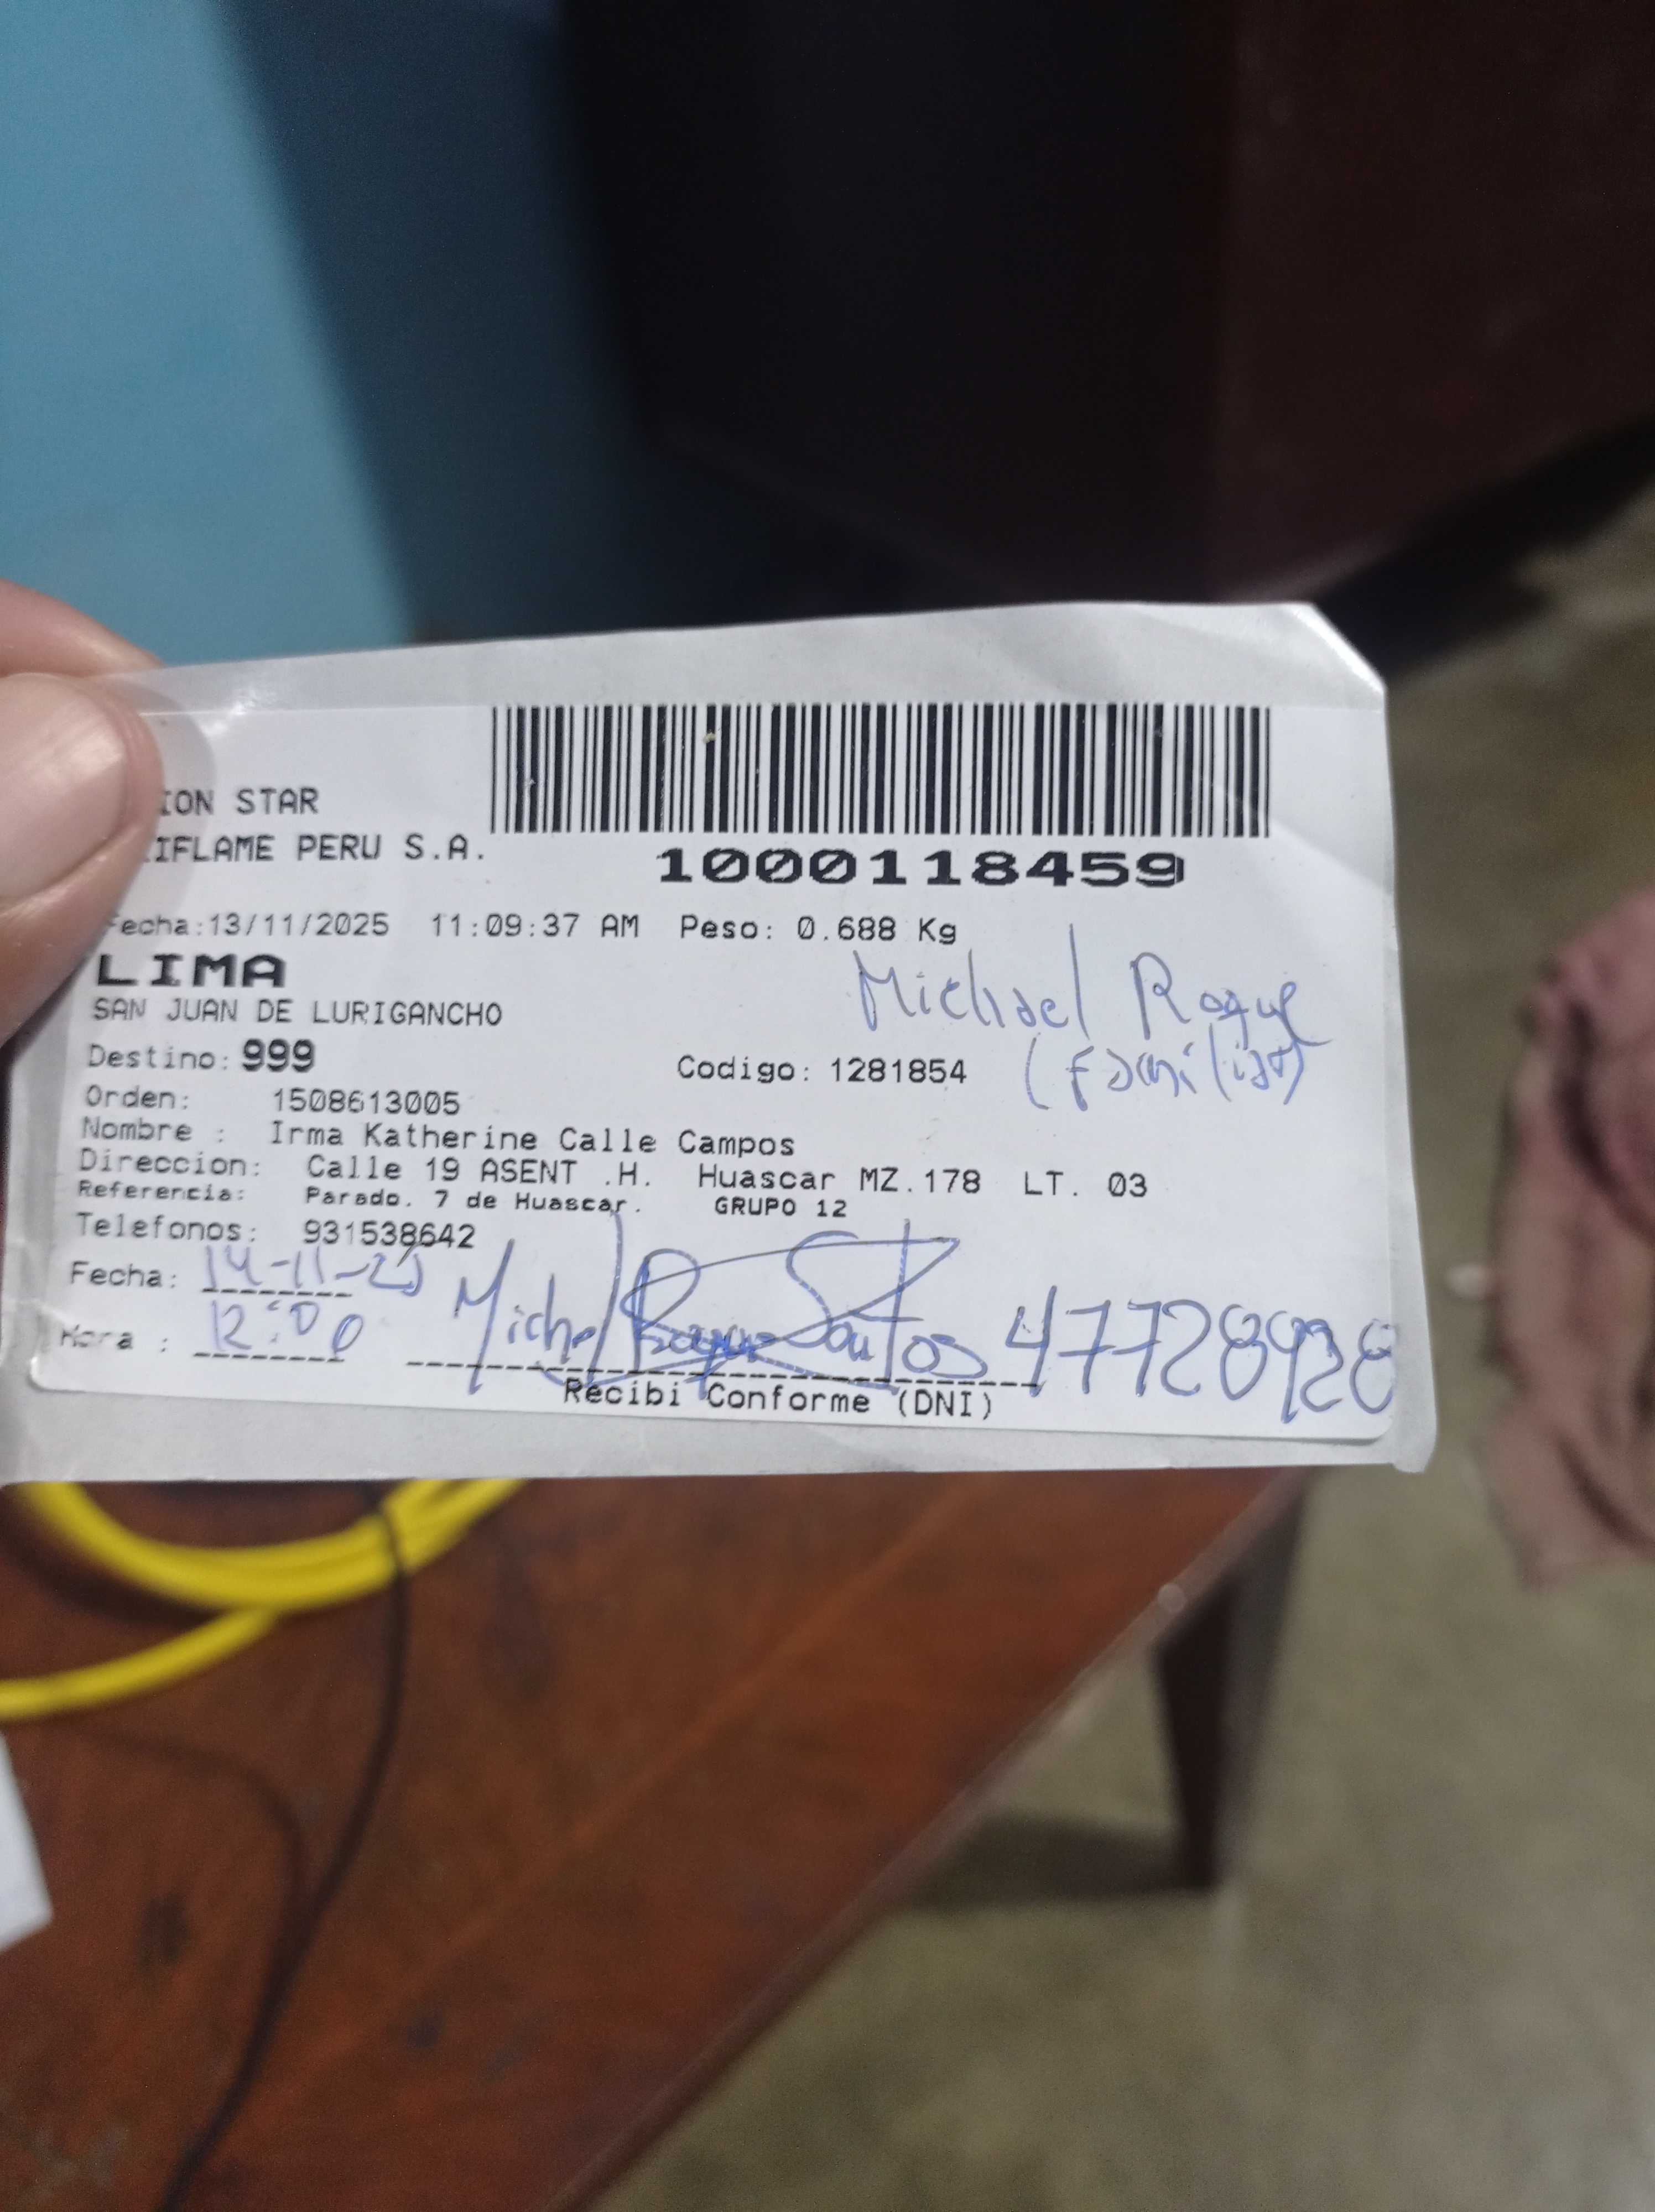 ION STAR
IFLAME PERU S.A.
1000118459
Fecha:13/11/2025 11:09:37 AM Peso: 0.688 Kg
LIMA
SAN JUAN DE LURIGANCHO
Michael Roque
(Familiar)
Destino: 999
Codigo: 1281854
Orden: 1508613005
Nombre : Irma Katherine Calle Campos
Direccion: Calle 19 ASENT .H. Huascar MZ.178 LT. 03
Referencia: Parado. 7 de Huascar. GRUPO 12
Telefonos: 931538642
Fecha: 14-11-25
Hora : 12:00
Michel Roque Santos 47728928
Recibi Conforme (DNI)